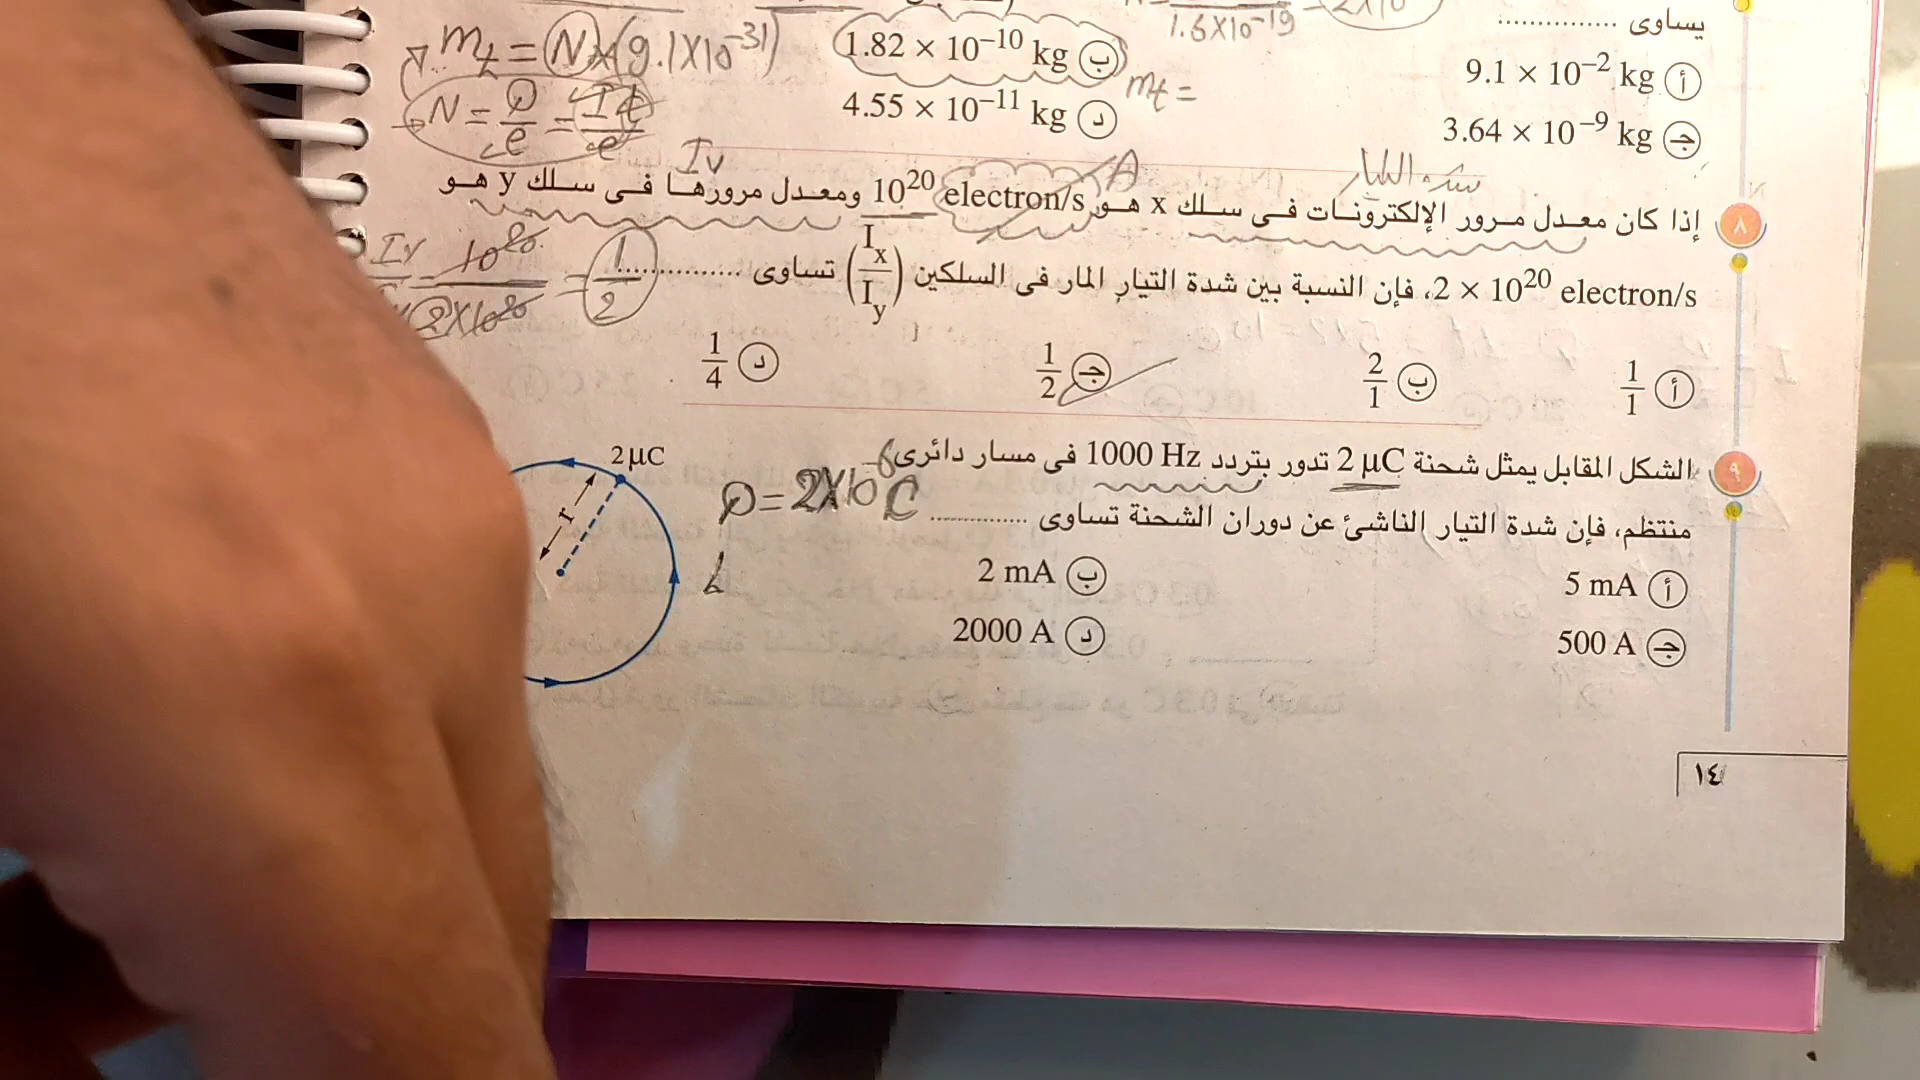 يساوى ...............
1.6×10-19
mt = N×(9.1×10-31)
أ 9.1 × 10–2 kg
ب 1.82 × 10–10 kg
mt =
N = Q/e = It/e
ج 3.64 × 10–9 kg
د 4.55 × 10–11 kg
A
٨ إذا كان معدل مرور الإلكترونات فى سلك x هو 1020 electron/s ومعدل مرورها فى سلك y هو
2 × 1020 electron/s، فإن النسبة بين شدة التيار المار فى السلكين (Ix/Iy) تساوى ...............
1020 / 2×1020 = 1/2
أ 1/1
ب 2/1
ج 1/2
د 1/4
٩ الشكل المقابل يمثل شحنة 2 µC تدور بتردد 1000 Hz فى مسار دائرى
منتظم، فإن شدة التيار الناشئ عن دوران الشحنة تساوى ...............
Q = 2×10-6 C
2µC
r
أ 5 mA
ب 2 mA
ج 500 A
د 2000 A
١٤